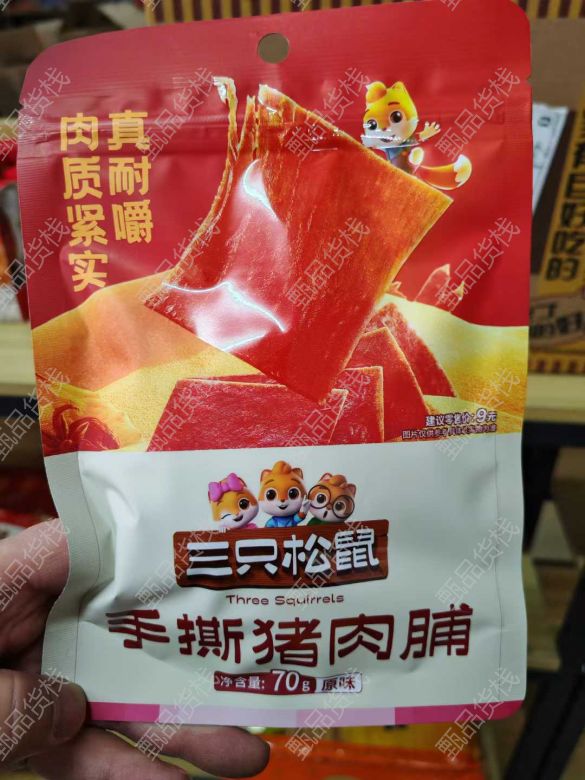 真耐嚼
肉质紧实
建议零售价:9元
三只松鼠
Three Squirrels
手撕猪肉脯
净含量:70g 原味
甄品货栈